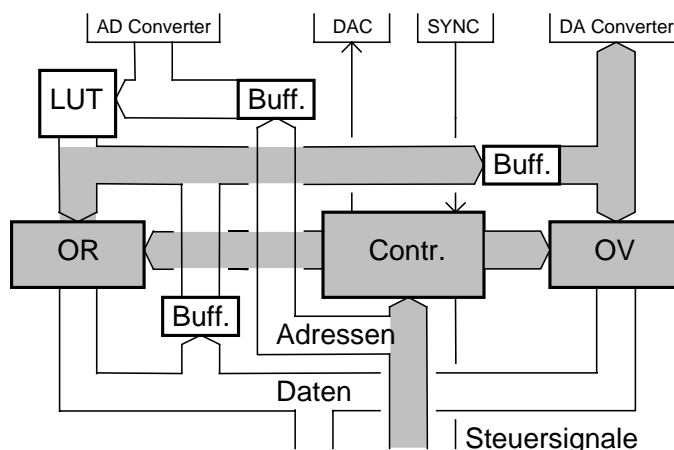 AD Converter
DAC
SYNC
DA Converter
LUT
Buff.
Buff.
OR
Contr.
OV
Buff.
Adressen
Daten
Steuersignale